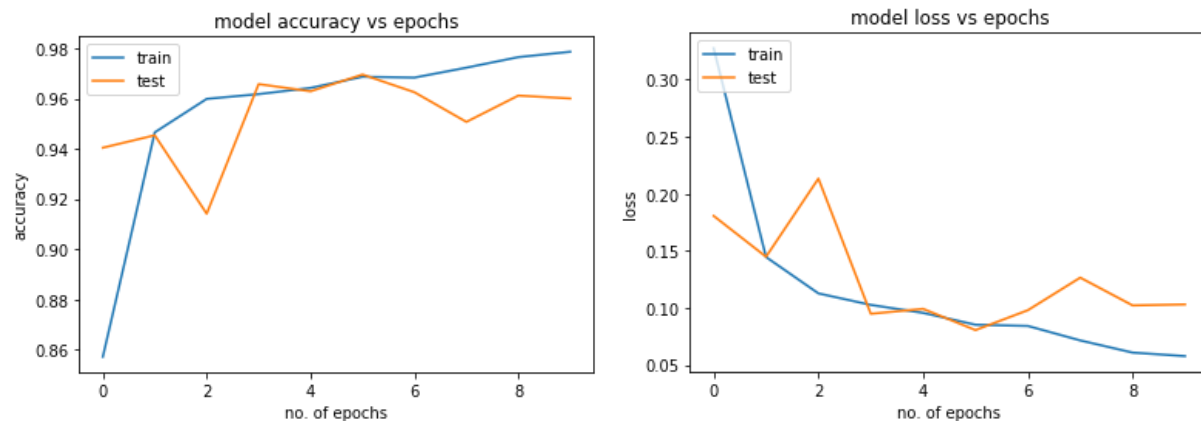 model accuracy vs epochs
0.98
0.96
0.94
0.92
0.90
0.88
0.86
accuracy
train
test
0 2 4 6 8
no. of epochs
model loss vs epochs
0.30
0.25
0.20
0.15
0.10
0.05
loss
train
test
0 2 4 6 8
no. of epochs